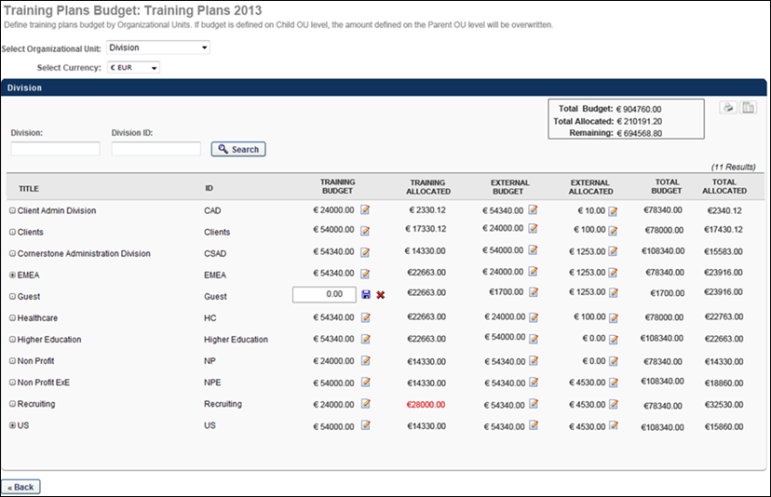 Training Plans Budget: Training Plans 2013
Define training plans budget by Organizational Units. If budget is defined on Child OU level, the amount defined on the Parent OU level will be overwritten.
Select Organizational Unit: Division
Select Currency: € EUR
Division
Total Budget: € 904760.00
Total Allocated: € 210191.20
Remaining: € 694568.80
Division: Division ID:
Search
(11 Results)
TITLE ID TRAINING BUDGET TRAINING ALLOCATED EXTERNAL BUDGET EXTERNAL ALLOCATED TOTAL BUDGET TOTAL ALLOCATED
Client Admin Division CAD € 24000.00 € 2330.12 € 54340.00 € 10.00 €78340.00 €2340.12
Clients Clients € 54000.00 € 17330.12 € 24000.00 € 100.00 €78000.00 €17430.12
Cornerstone Administration Division CSAD € 54340.00 € 14330.00 € 54000.00 € 1253.00 €108340.00 €15583.00
EMEA EMEA € 54340.00 €22663.00 € 24000.00 € 1253.00 €78340.00 €23916.00
Guest Guest 0.00 €22663.00 €1700.00 € 1253.00 €1700.00 €23916.00
Healthcare HC € 54340.00 €22663.00 € 24000.00 € 100.00 €78000.00 €22763.00
Higher Education Higher Education € 54340.00 €22663.00 € 54000.00 € 0.00 €108340.00 €22663.00
Non Profit NP € 24000.00 €14330.00 € 54340.00 € 0.00 €78340.00 €14330.00
Non Profit ExE NPE € 54000.00 €14330.00 € 54340.00 € 4530.00 €108340.00 €18860.00
Recruiting Recruiting € 24000.00 €28000.00 € 54340.00 € 4530.00 €78340.00 €32530.00
US US € 54000.00 €14330.00 € 54340.00 € 4530.00 €108340.00 €15860.00
« Back